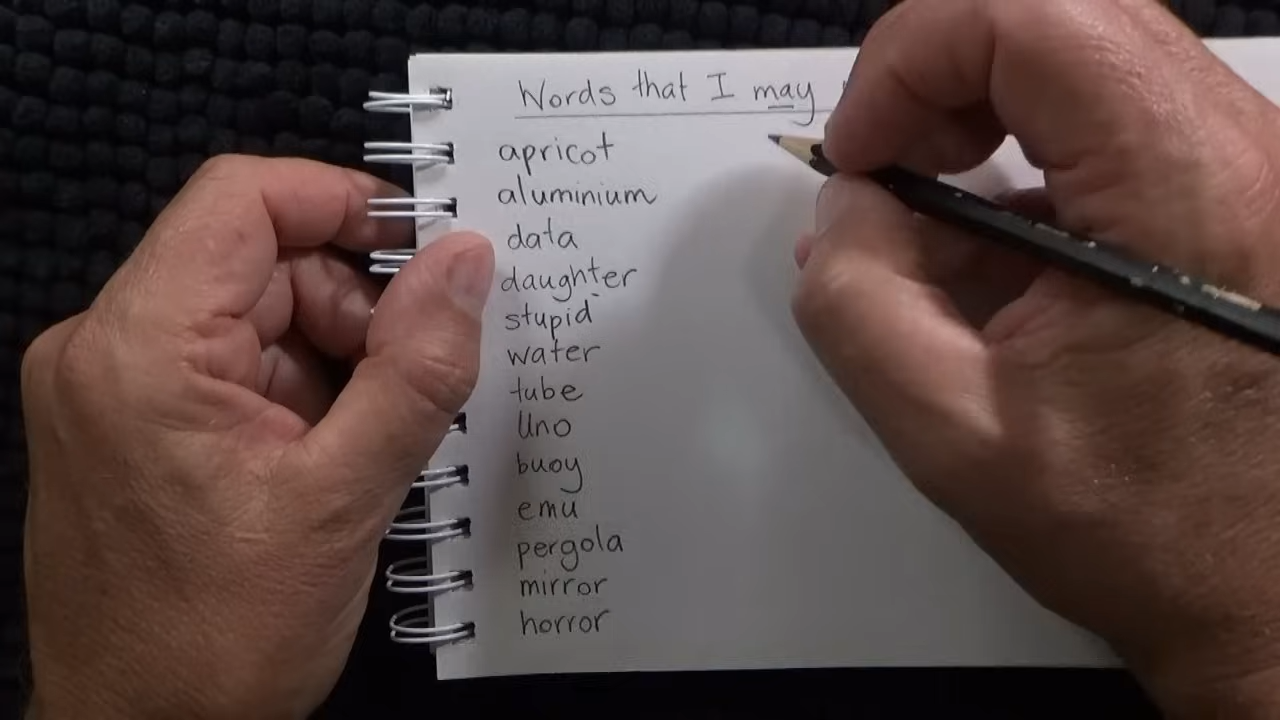 Words that I may
apricot
aluminium
data
daughter
stupid
water
tube
Uno
buoy
emu
pergola
mirror
horror